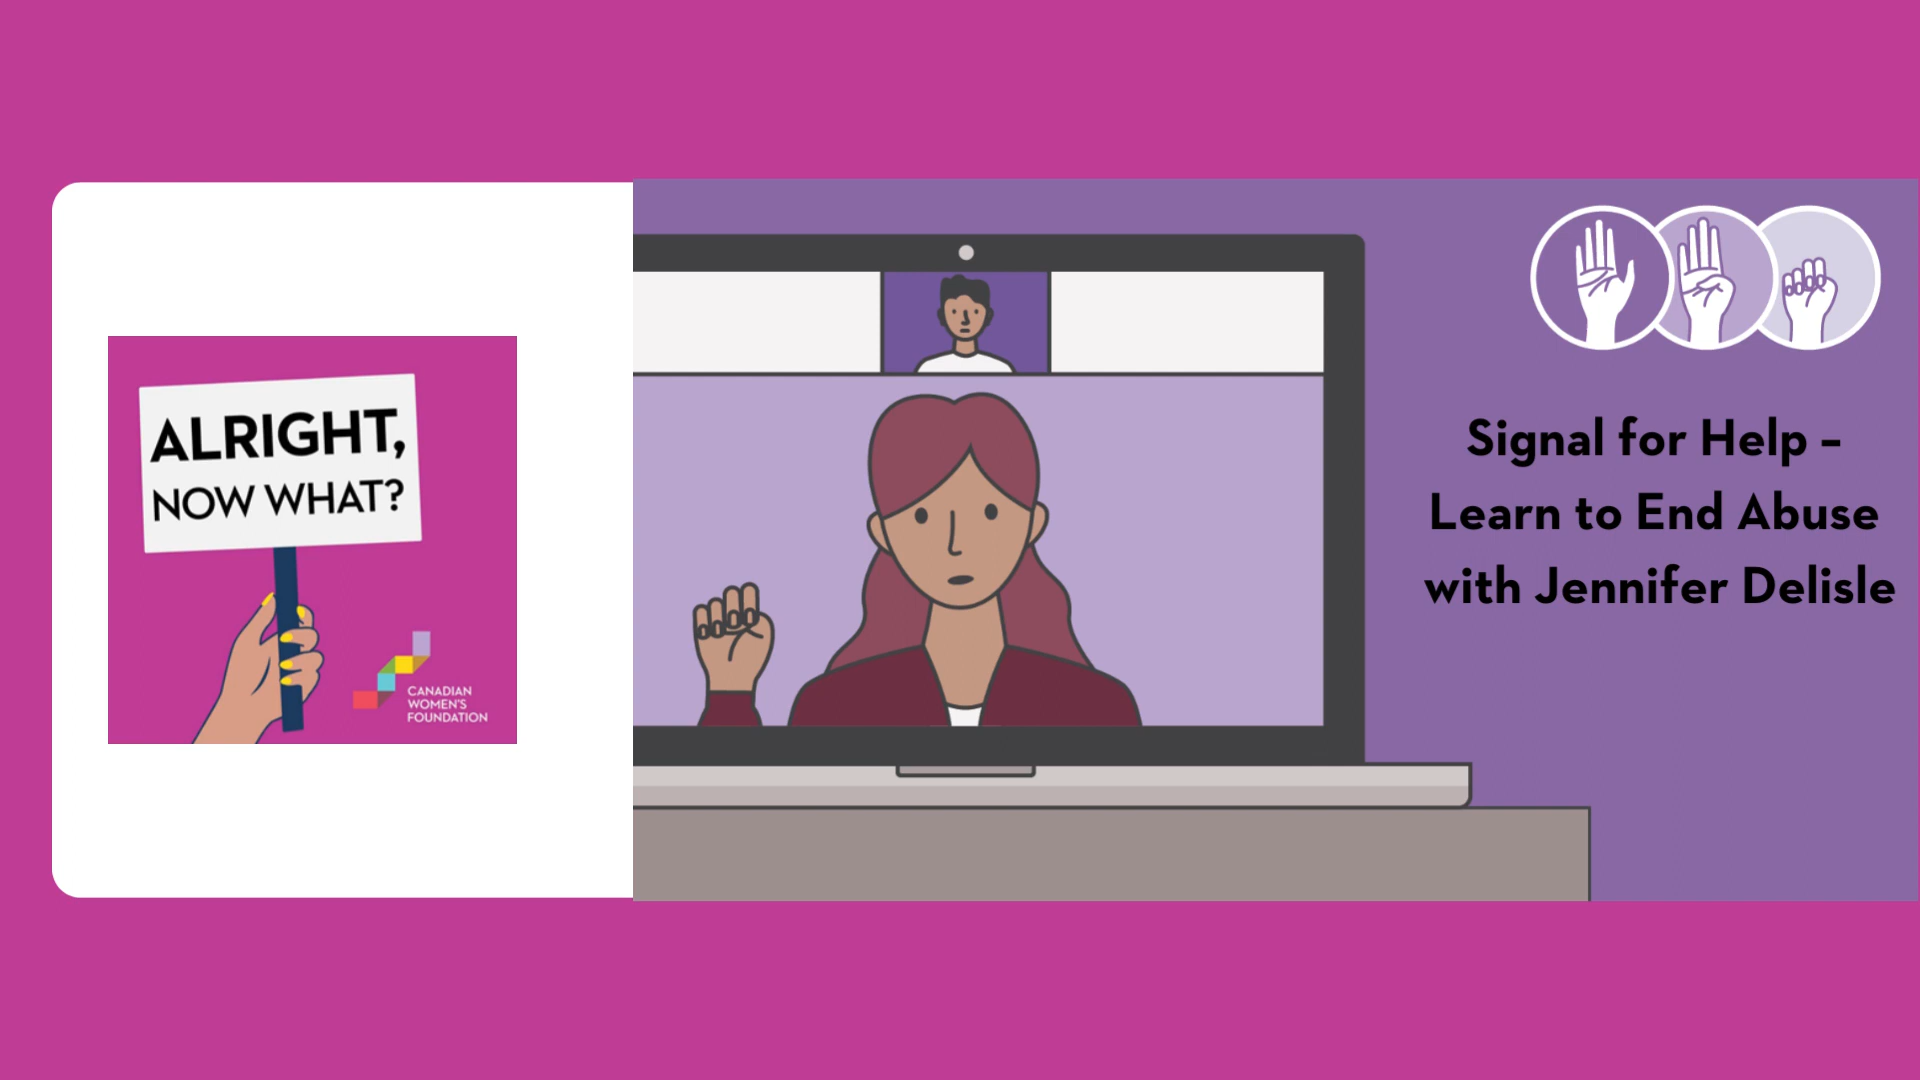 ALRIGHT,
NOW WHAT?
CANADIAN
WOMEN'S
FOUNDATION
Signal for Help –
Learn to End Abuse
with Jennifer Delisle